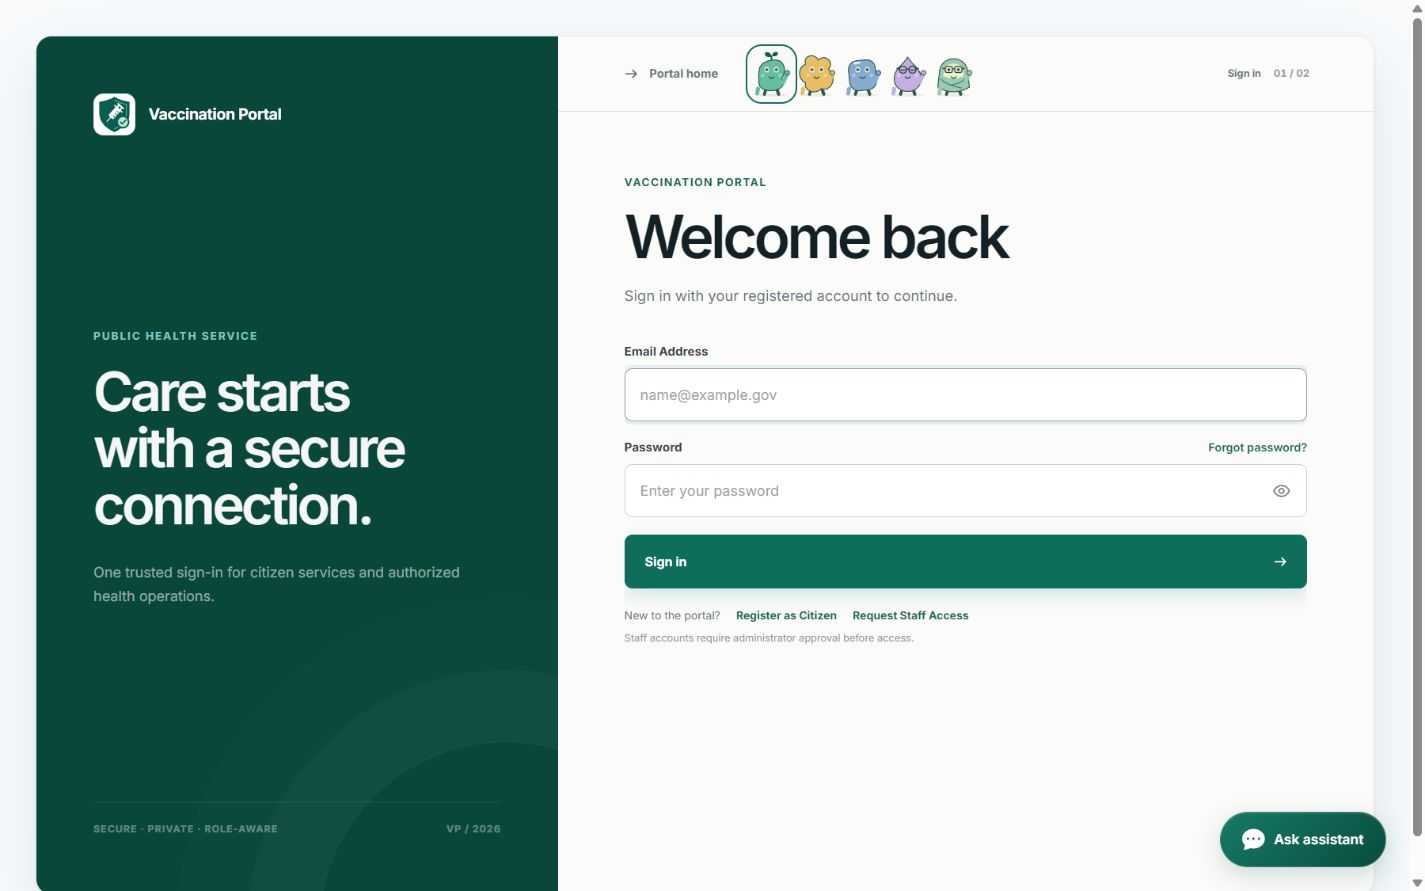 Vaccination Portal
PUBLIC HEALTH SERVICE
Care starts
with a secure
connection.
One trusted sign-in for citizen services and authorized
health operations.
SECURE · PRIVATE · ROLE-AWARE
VP / 2026
Portal home
Sign in 01 / 02
VACCINATION PORTAL
Welcome back
Sign in with your registered account to continue.
Email Address
name@example.gov
Password
Forgot password?
Enter your password
Sign in
New to the portal? Register as Citizen Request Staff Access
Staff accounts require administrator approval before access.
Ask assistant